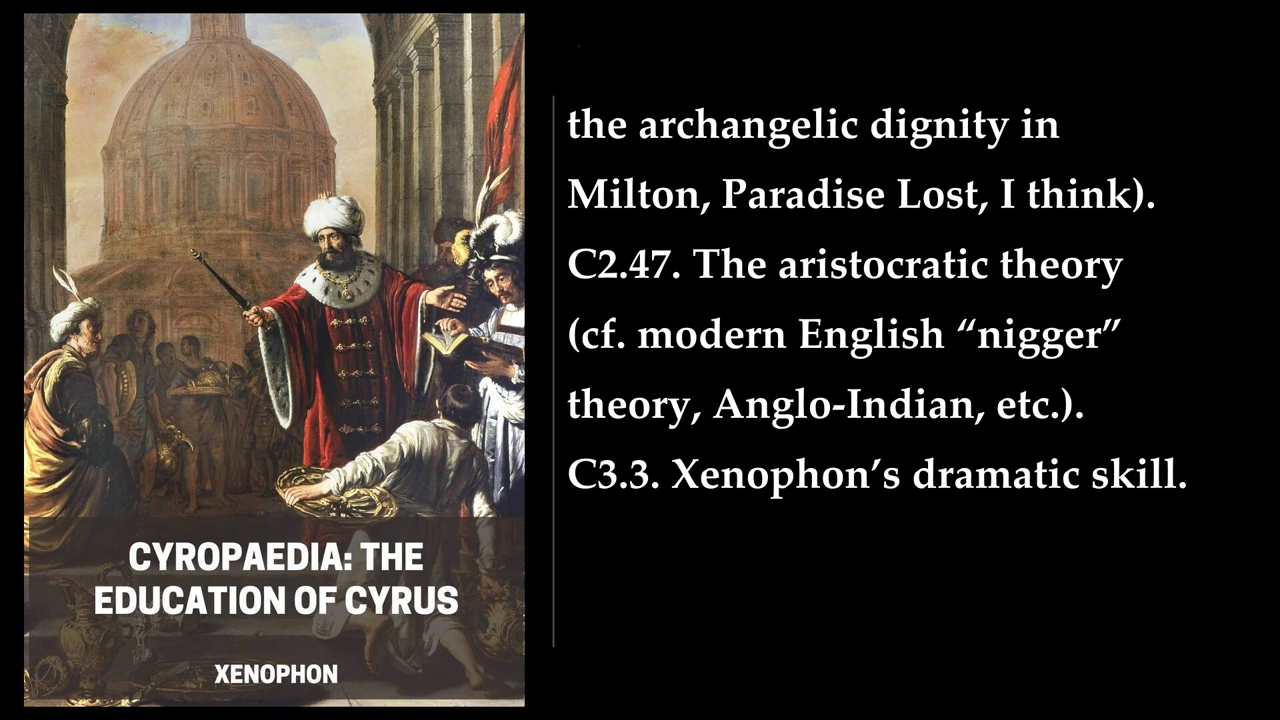 the archangelic dignity in
Milton, Paradise Lost, I think).
C2.47. The aristocratic theory
(cf. modern English “nigger”
theory, Anglo-Indian, etc.).
C3.3. Xenophon’s dramatic skill.
CYROPAEDIA: THE
EDUCATION OF CYRUS
XENOPHON